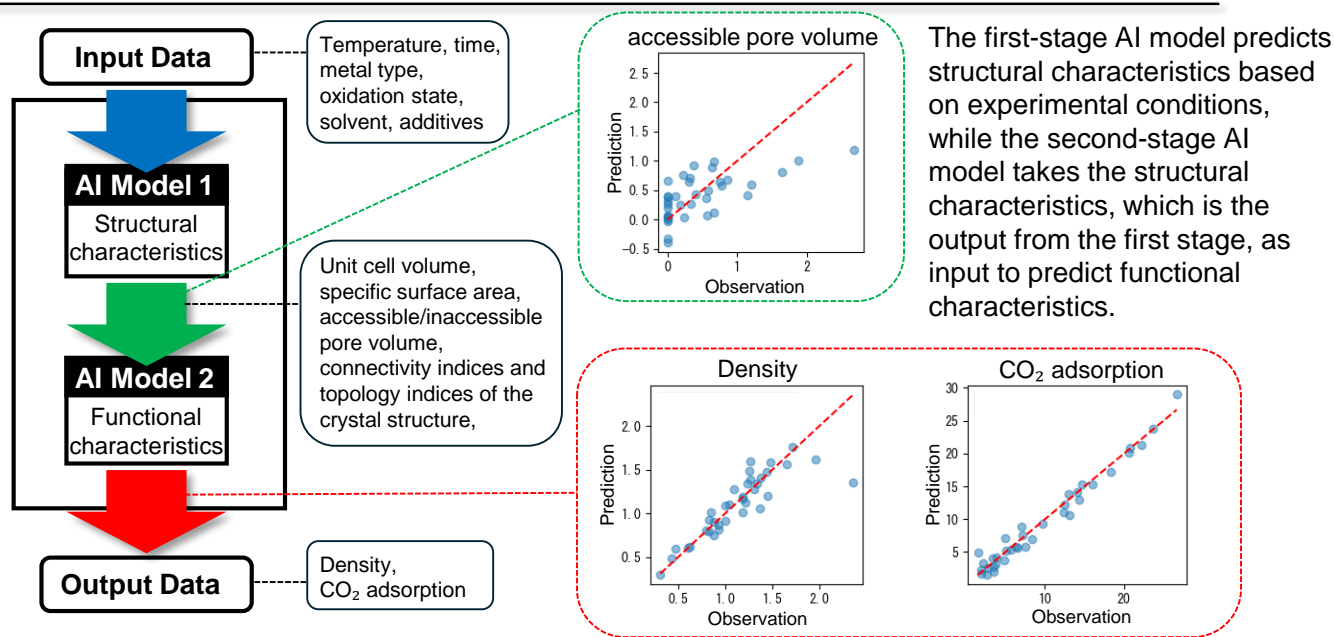 Input Data
Temperature, time,
metal type,
oxidation state,
solvent, additives
AI Model 1
Structural
characteristics
Unit cell volume,
specific surface area,
accessible/inaccessible
pore volume,
connectivity indices and
topology indices of the
crystal structure,
AI Model 2
Functional
characteristics
Output Data
Density,
CO₂ adsorption
accessible pore volume
Prediction
2.5
2.0
1.5
1.0
0.5
0.0
−0.5
0 1 2
Observation
The first-stage AI model predicts
structural characteristics based
on experimental conditions,
while the second-stage AI
model takes the structural
characteristics, which is the
output from the first stage, as
input to predict functional
characteristics.
Density
Prediction
2.0
1.5
1.0
0.5
0.5 1.0 1.5 2.0
Observation
CO₂ adsorption
Prediction
30
25
20
15
10
5
10 20
Observation